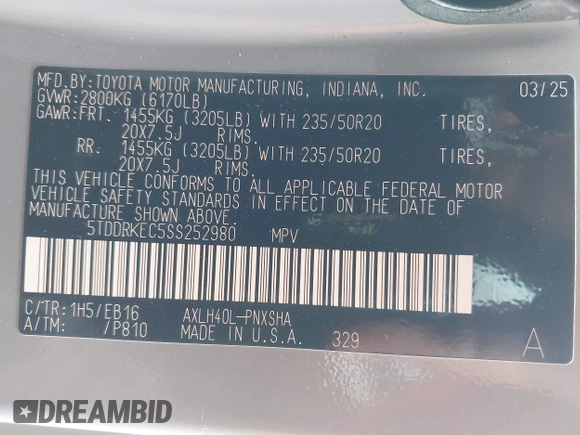 MFD.BY:TOYOTA MOTOR MANUFACTURING, INDIANA, INC. 03/25
GVWR:2800KG (6170LB)
GAWR:FRT. 1455KG (3205LB) WITH 235/50R20 TIRES,
20X7.5J RIMS.
RR. 1455KG (3205LB) WITH 235/50R20 TIRES,
20X7.5J RIMS.
THIS VEHICLE CONFORMS TO ALL APPLICABLE FEDERAL MOTOR
VEHICLE SAFETY STANDARDS IN EFFECT ON THE DATE OF
MANUFACTURE SHOWN ABOVE.
5TDDRKEC5SS252980 MPV
C/TR:1H5/EB16 AXLH40L-PNXSHA
A/TM: /P810 MADE IN U.S.A. 329 A
DREAMBID